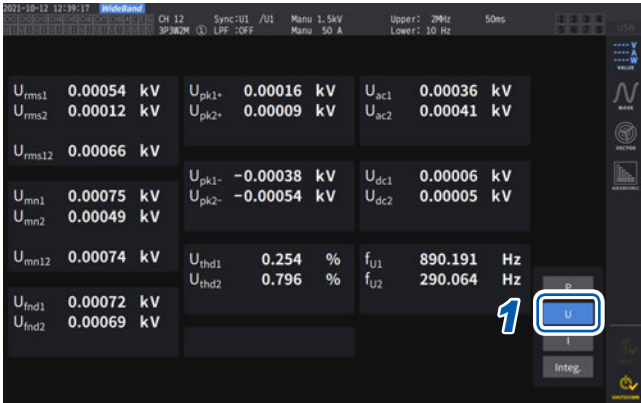 2021-10-12 12:39:17 WideBand
CH 12 Sync:U1 /U1 Manu 1.5kV Upper: 2MHz 50ms
3P3W2M ① LPF :OFF Manu 50 A Lower: 10 Hz
USB
VALUE
WAVE
VECTOR
HARMONIC
Urms1 0.00054 kV
Urms2 0.00012 kV
Urms12 0.00066 kV
Umn1 0.00075 kV
Umn2 0.00049 kV
Umn12 0.00074 kV
Ufnd1 0.00072 kV
Ufnd2 0.00069 kV
Upk1+ 0.00016 kV
Upk2+ 0.00009 kV
Upk1- -0.00038 kV
Upk2- -0.00054 kV
Uthd1 0.254 %
Uthd2 0.796 %
Uac1 0.00036 kV
Uac2 0.00041 kV
Udc1 0.00006 kV
Udc2 0.00005 kV
fU1 890.191 Hz
fU2 290.064 Hz
1
P
U
I
Integ.
SHUTDOWN